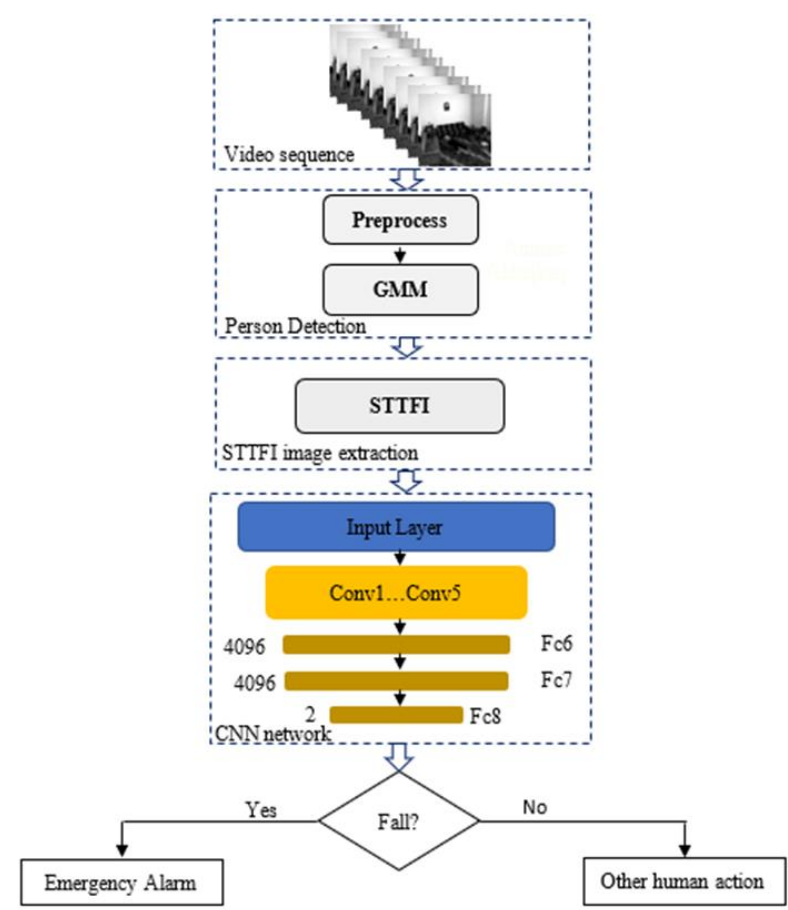 Video sequence
Preprocess
GMM
Person Detection
STTFI
STTFI image extraction
Input Layer
Conv1...Conv5
4096 Fc6
4096 Fc7
2 Fc8
CNN network
Yes Fall? No
Emergency Alarm Other human action